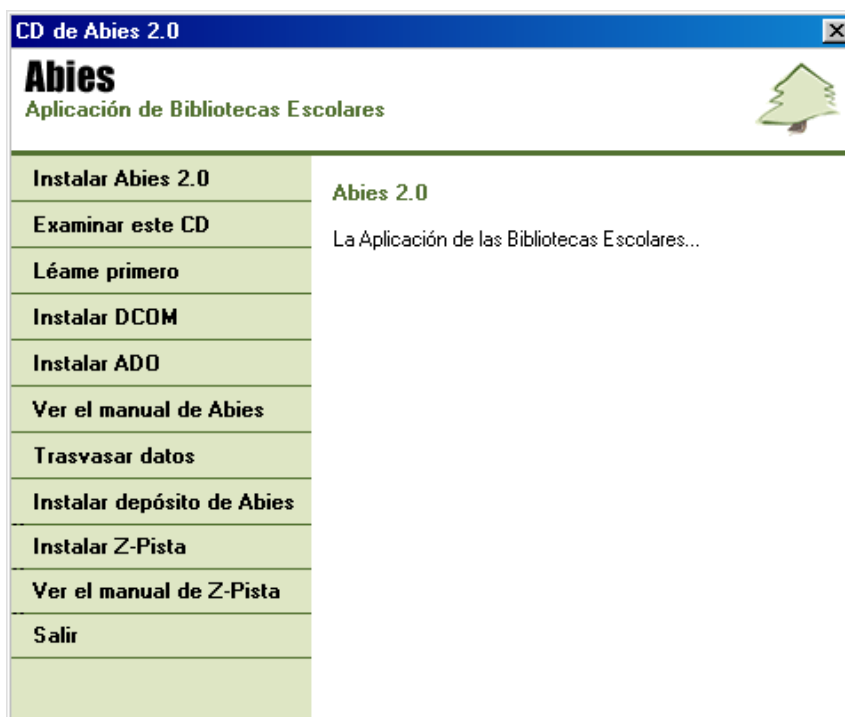 CD de Abies 2.0
Abies
Aplicación de Bibliotecas Escolares
Instalar Abies 2.0
Examinar este CD
Léame primero
Instalar DCOM
Instalar ADO
Ver el manual de Abies
Trasvasar datos
Instalar depósito de Abies
Instalar Z-Pista
Ver el manual de Z-Pista
Salir
Abies 2.0
La Aplicación de las Bibliotecas Escolares...